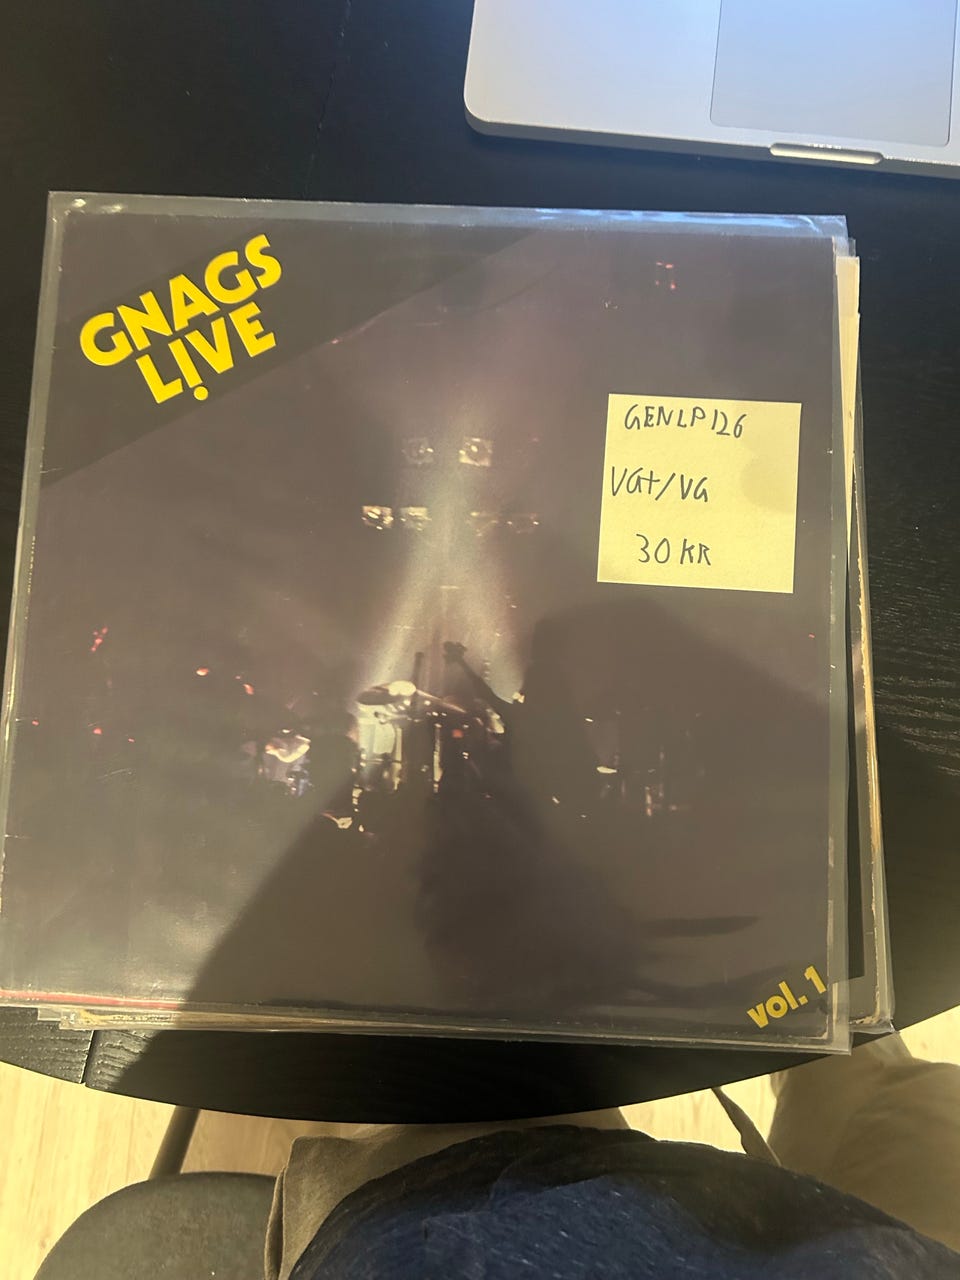 GNAGS
LIVE
GENLP126
VG+/VG
30 KR
vol. 1